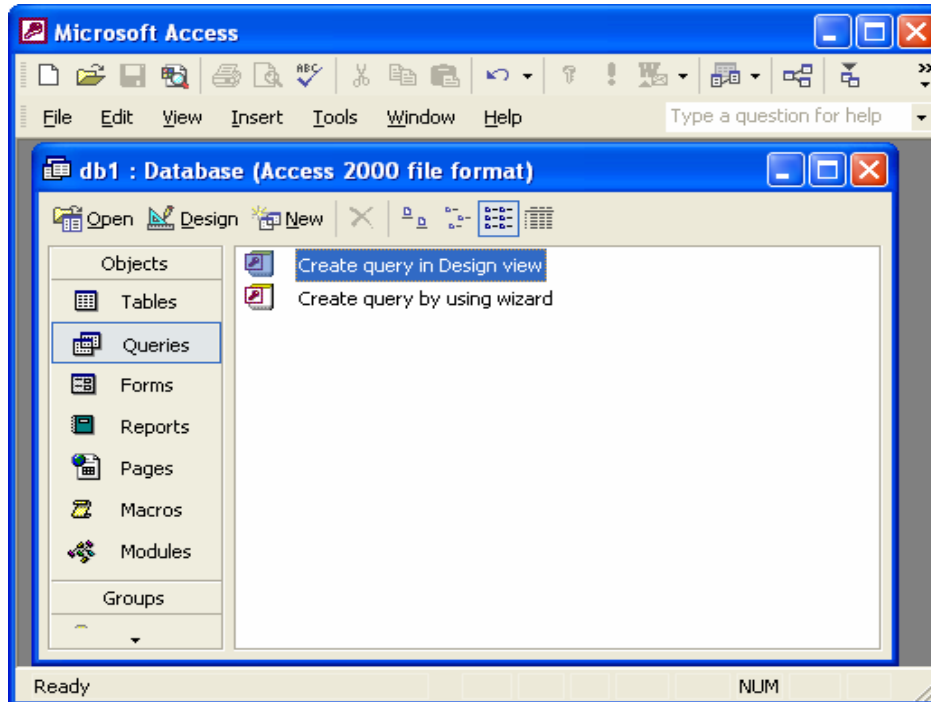 Microsoft Access
ABC
W
File Edit View Insert Tools Window Help Type a question for help
db1 : Database (Access 2000 file format)
Open Design New
Objects
Tables
Queries
Forms
Reports
Pages
Macros
Modules
Groups
Create query in Design view
Create query by using wizard
Ready NUM